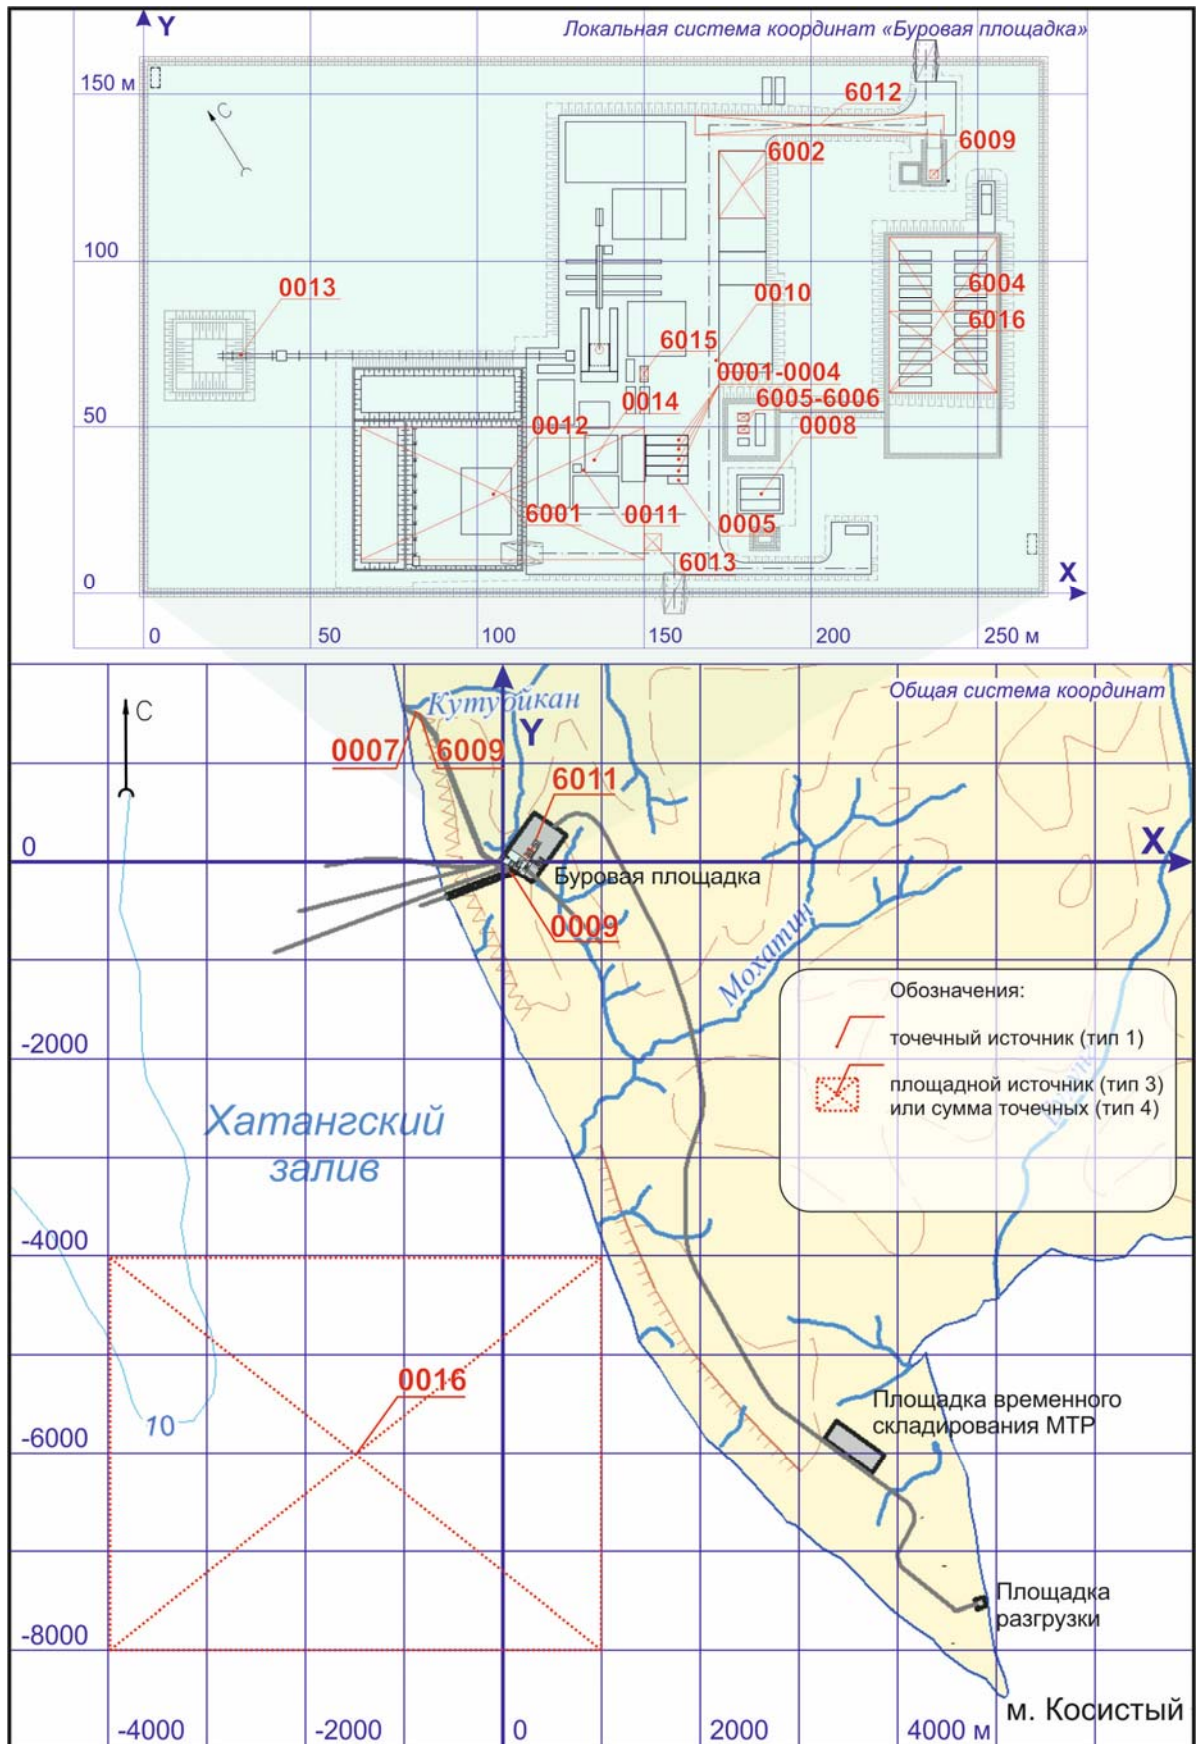 Y
Локальная система координат «Буровая площадка»
150 м
С
6012
6002
6009
100
0013
6004
0010
6016
6015
0001-0004
6005-6006
0014
50
0012
0008
6001
0011
0005
6013
0
X
0
50
100
150
200
250 м
С
Кутубйкан
Общая система координат
Y
0007
6009
6011
0
X
Буровая площадка
0009
Мохатин
Обозначения:
точечный источник (тип 1)
-2000
площадной источник (тип 3)
или сумма точечных (тип 4)
Хатангский
залив
-4000
0016
10
Площадка временного
складирования МТР
-6000
Площадка
разгрузки
-8000
м. Косистый
-4000
-2000
0
2000
4000 м